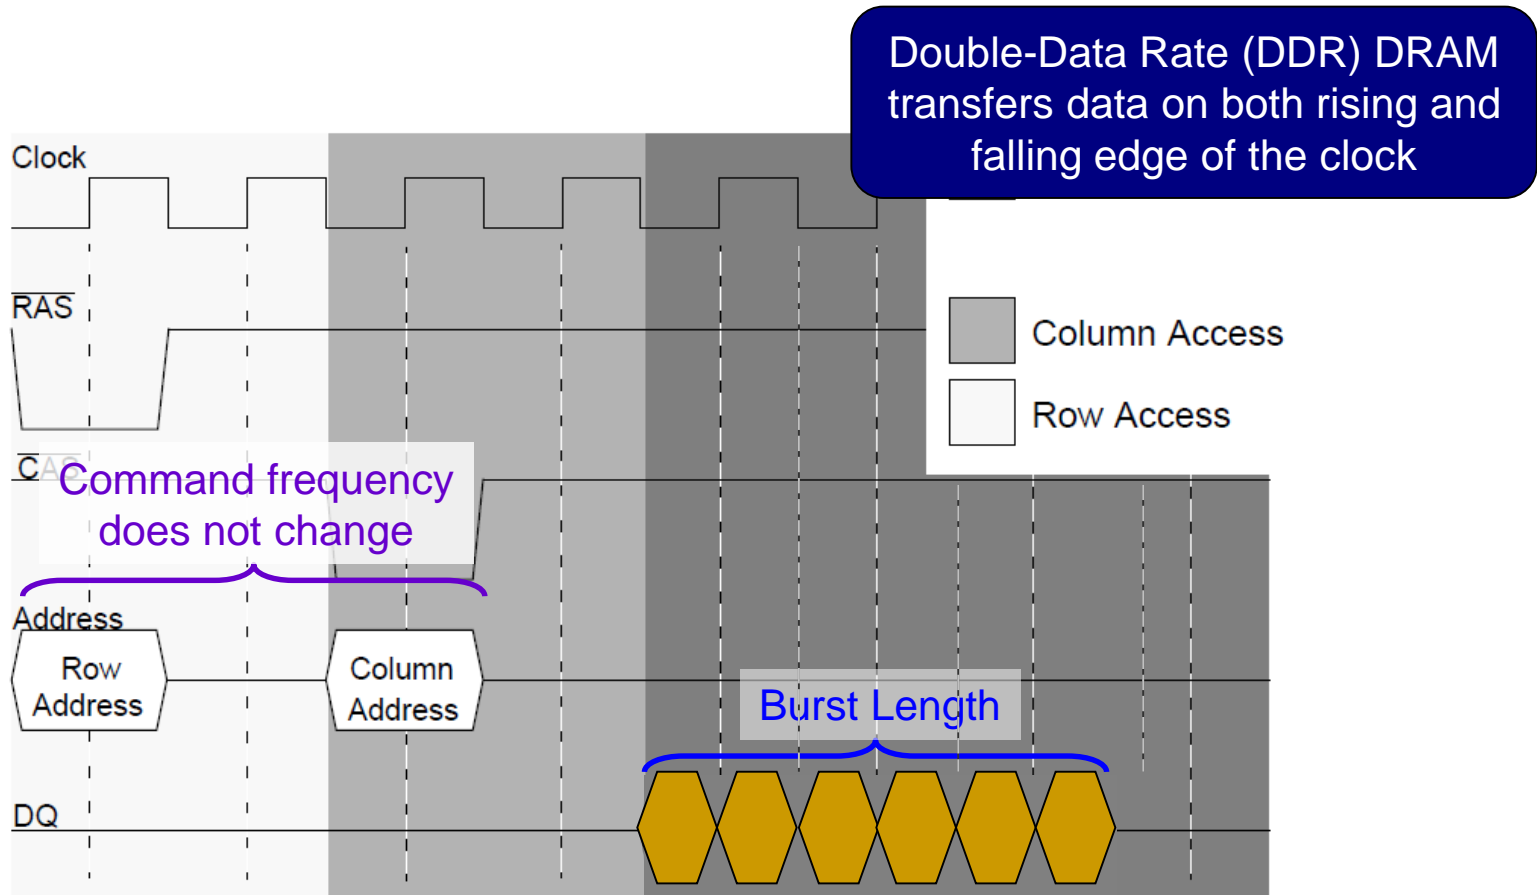 Double-Data Rate (DDR) DRAM
transfers data on both rising and
falling edge of the clock
Clock
RAS
Column Access
Row Access
CAS
Command frequency
does not change
Address
Row
Address
Column
Address
Burst Length
DQ